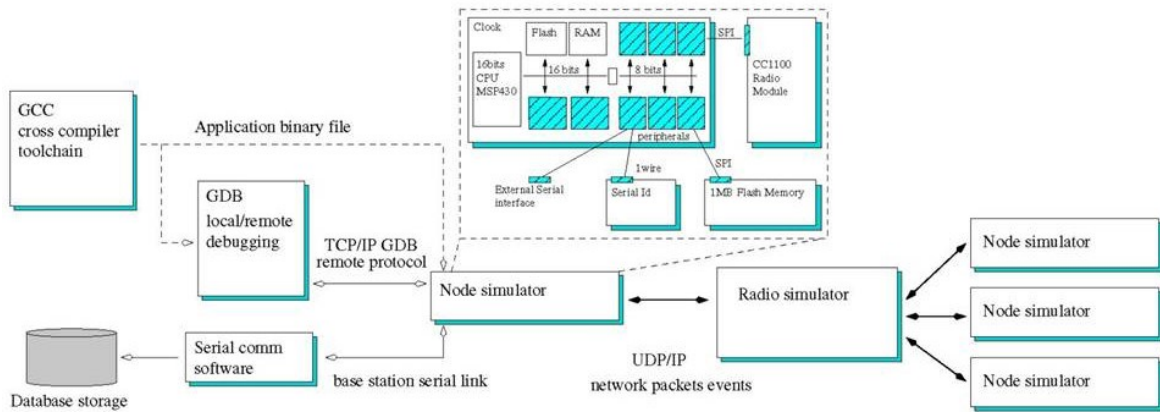 Clock
Flash
RAM
SPI
16bits
CPU
MSP430
16 bits
8 bits
CC1100
Radio
Module
peripherals
1wire
SPI
External Serial
interface
Serial Id
1MB Flash Memory
GCC
cross compiler
toolchain
Application binary file
GDB
local/remote
debugging
TCP/IP GDB
remote protocol
Node simulator
Radio simulator
Node simulator
Node simulator
Node simulator
UDP/IP
network packets events
Serial comm
software
base station serial link
Database storage